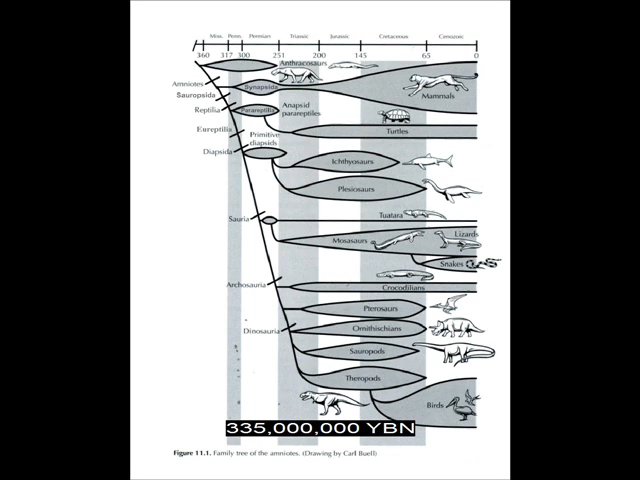 Miss. Penn. Permian Triassic Jurassic Cretaceous Cenozoic
360 317 300 251 200 145 65 0
Anthracosaurs
Amniotes
Synapsida
Sauropsida
Mammals
Reptilia
Parareptilia
Anapsid
parareptiles
Eureptilia
Turtles
Primitive
diapsids
Diapsida
Ichthyosaurs
Plesiosaurs
Tuatara
Sauria
Lizards
Mosasaurs
Snakes
Archosauria
Crocodilians
Pterosaurs
Dinosauria
Ornithischians
Sauropods
Theropods
Birds
335,000,000 YBN
Figure 11.1. Family tree of the amniotes. (Drawing by Carl Buell)